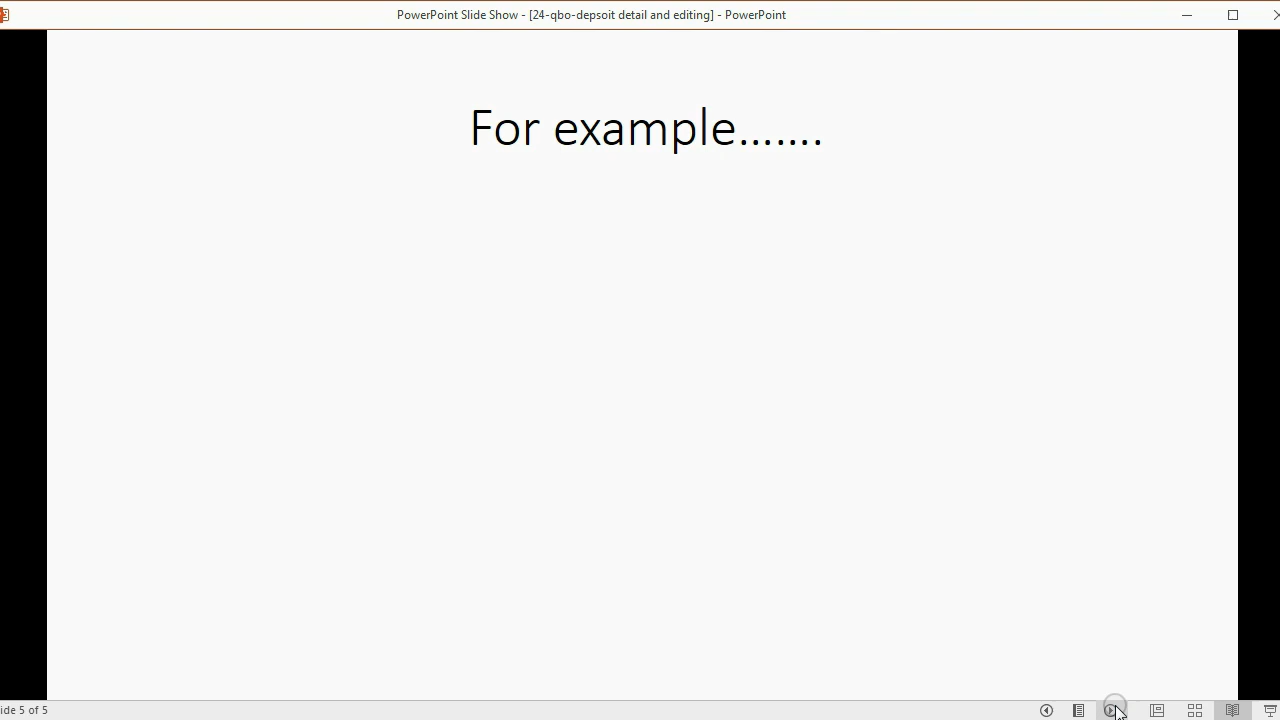 PowerPoint Slide Show - [24-qbo-depsoit detail and editing] - PowerPoint
For example.......
ide 5 of 5